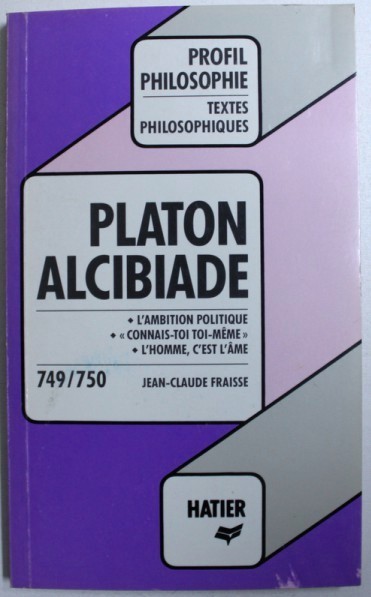 PROFIL
PHILOSOPHIE
TEXTES
PHILOSOPHIQUES
PLATON
ALCIBIADE
◆ L'AMBITION POLITIQUE
◆ « CONNAIS-TOI TOI-MÊME »
◆ L'HOMME, C'EST L'ÂME
749/750 JEAN-CLAUDE FRAISSE
HATIER